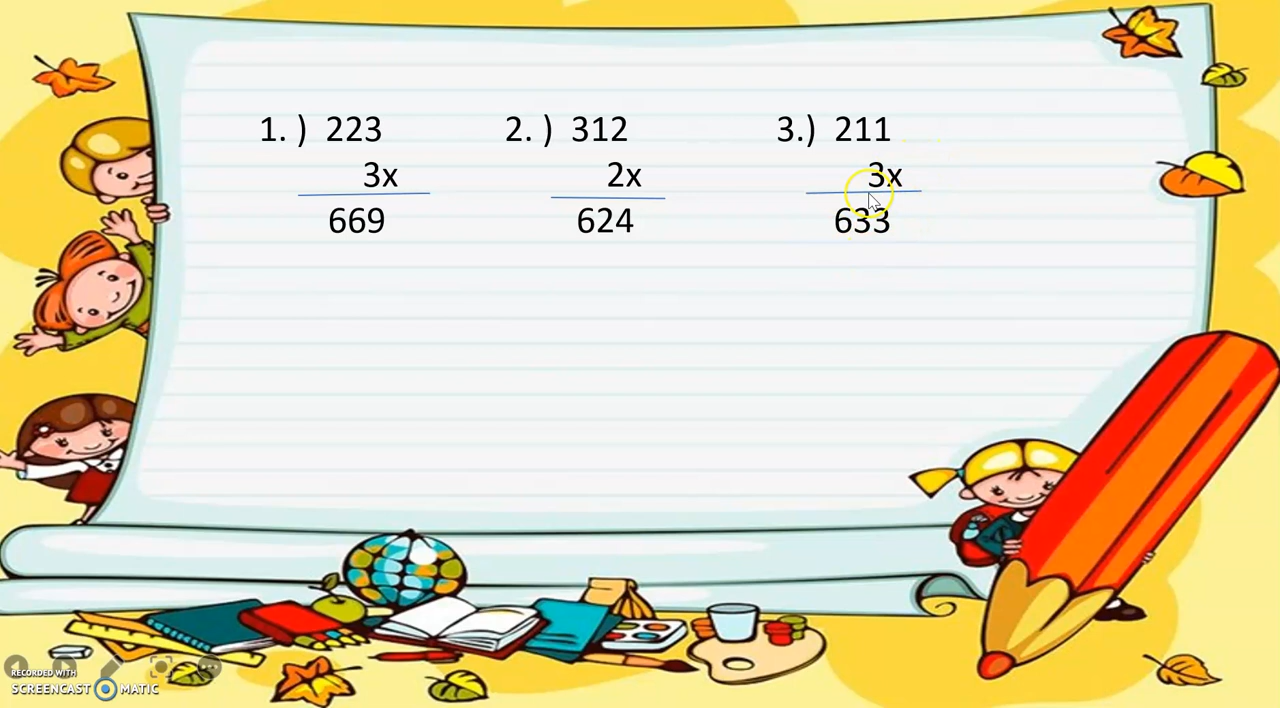 1. ) 223 2. ) 312 3.) 211
3x 2x 3x
669 624 633
RECORDED WITH
SCREENCAST MATIC